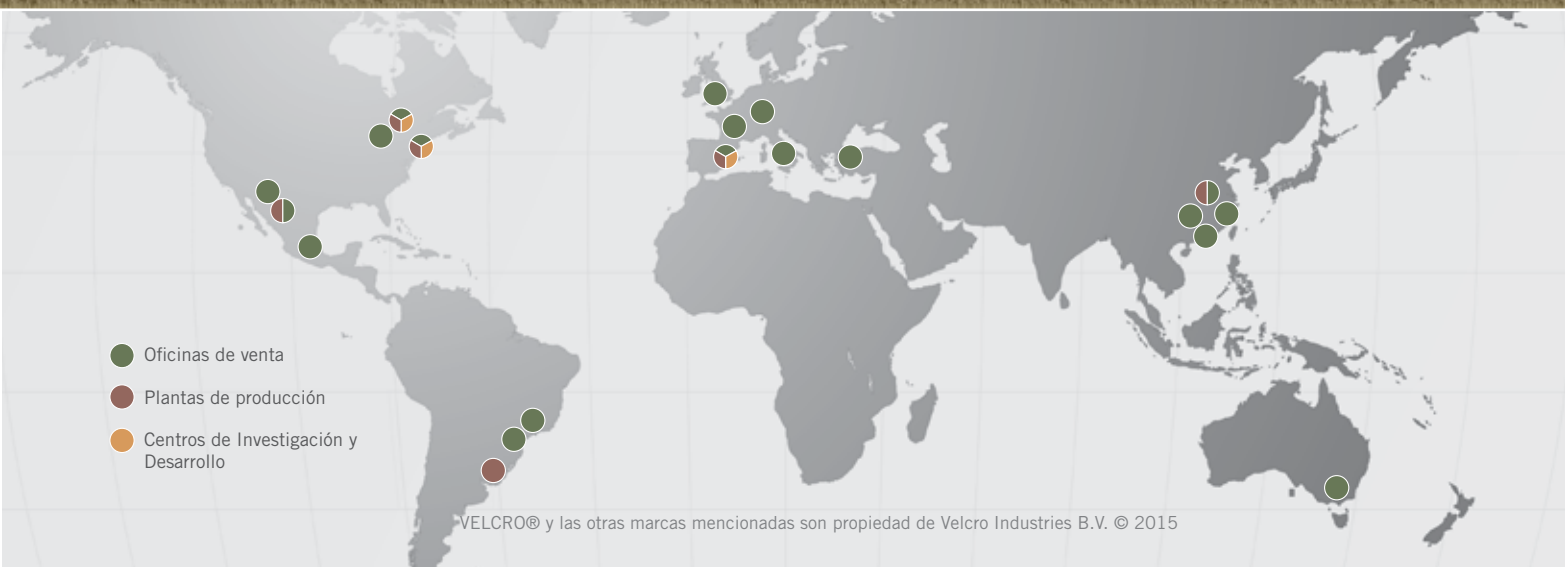 Oficinas de venta
Plantas de producción
Centros de Investigación y
Desarrollo
VELCRO® y las otras marcas mencionadas son propiedad de Velcro Industries B.V. © 2015